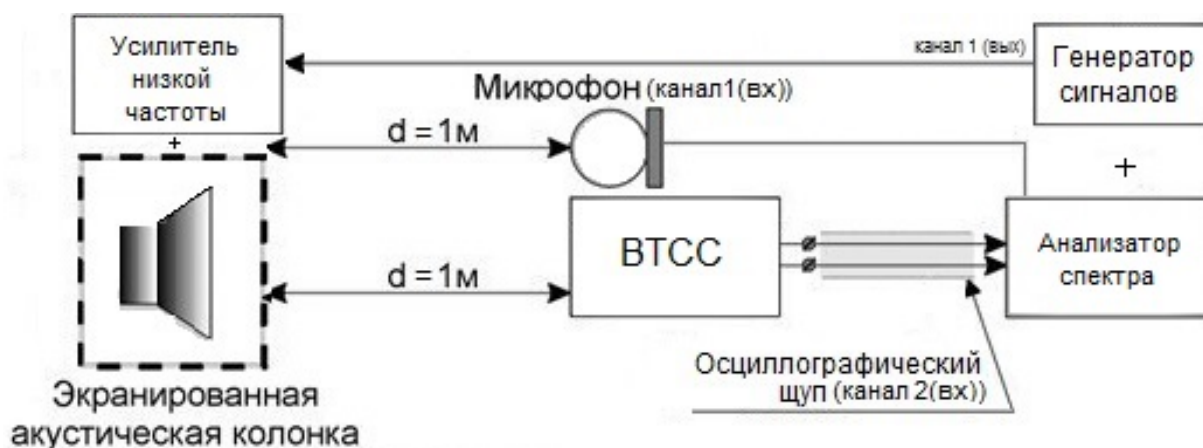 Усилитель
низкой
частоты
канал 1 (вых)
Генератор
сигналов
Микрофон (канал1(вх))
+
d = 1м
+
ВТСС
Анализатор
спектра
d = 1м
Осциллографический
щуп (канал 2(вх))
Экранированная
акустическая колонка